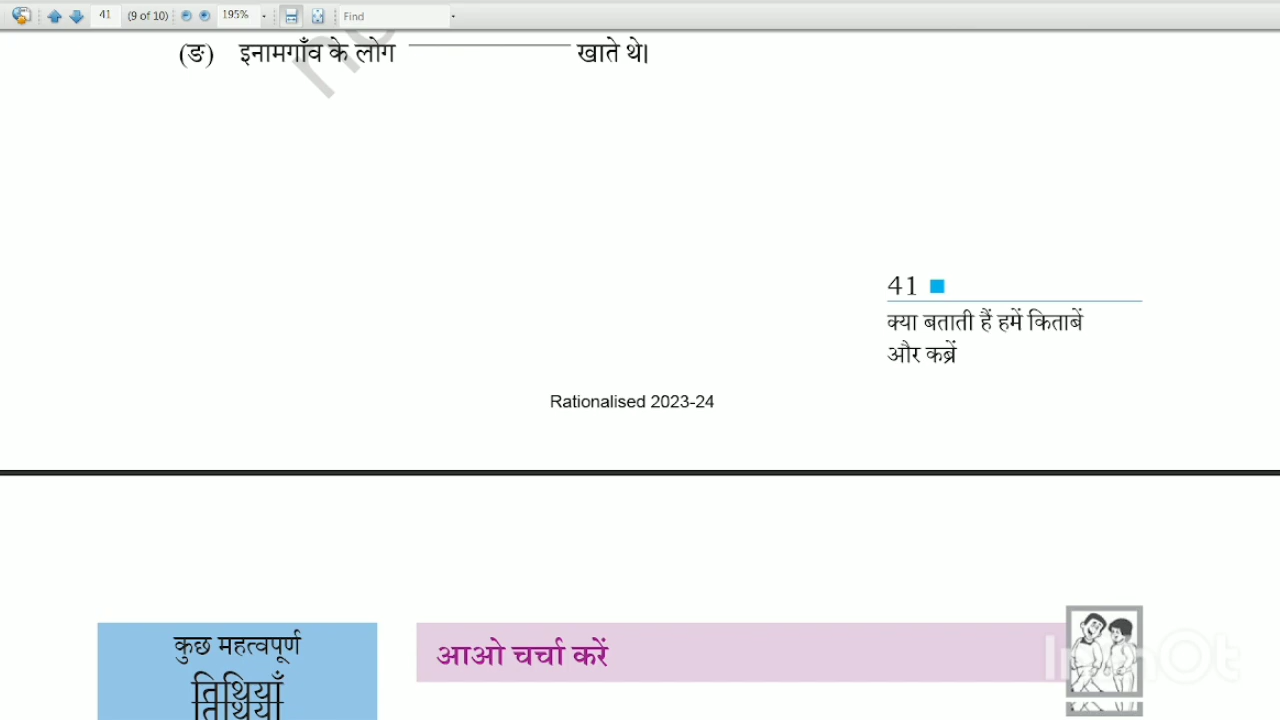 41 (9 of 10) 195% Find
(ङ) इनामगाँव के लोग ____________ खाते थे।
41
क्या बताती हैं हमें किताबें
और कब्रें
Rationalised 2023-24
कुछ महत्वपूर्ण
तिथियाँ
आओ चर्चा करें